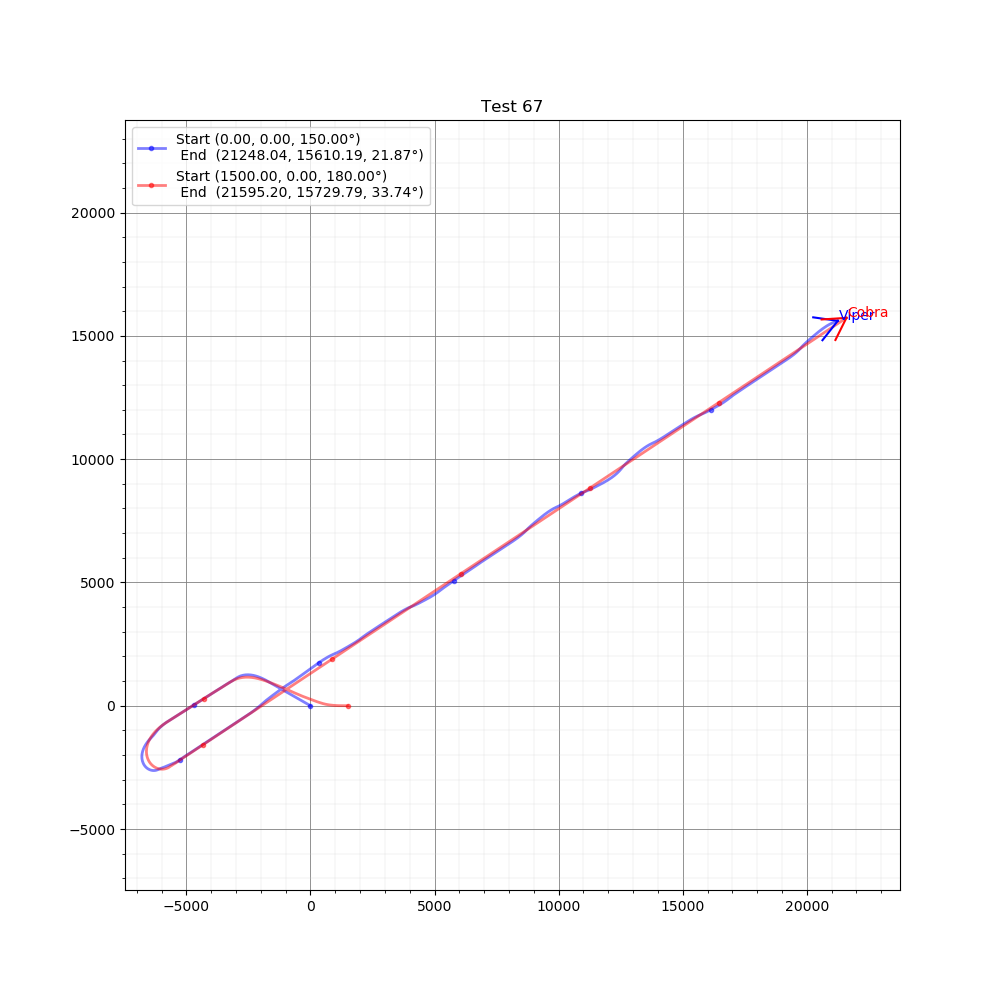 Test 67
Start (0.00, 0.00, 150.00°)
End  (21248.04, 15610.19, 21.87°)
Start (1500.00, 0.00, 180.00°)
End  (21595.20, 15729.79, 33.74°)
20000
15000
10000
5000
0
−5000
Cobra
Viper
−5000 0 5000 10000 15000 20000